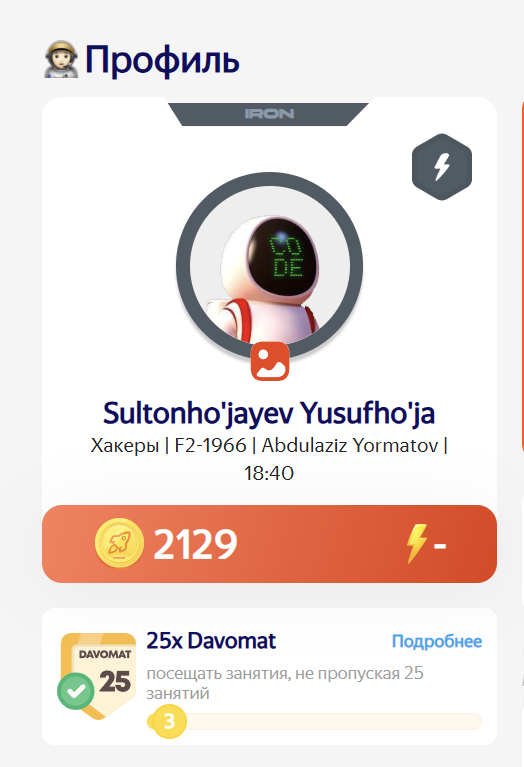 Профиль
IRON
CO
DE
Sultonho'jayev Yusufho'ja
Хакеры | F2-1966 | Abdulaziz Yormatov |
18:40
2129
-
DAVOMAT
25
25x Davomat
Подробнее
посещать занятия, не пропуская 25
занятий
3